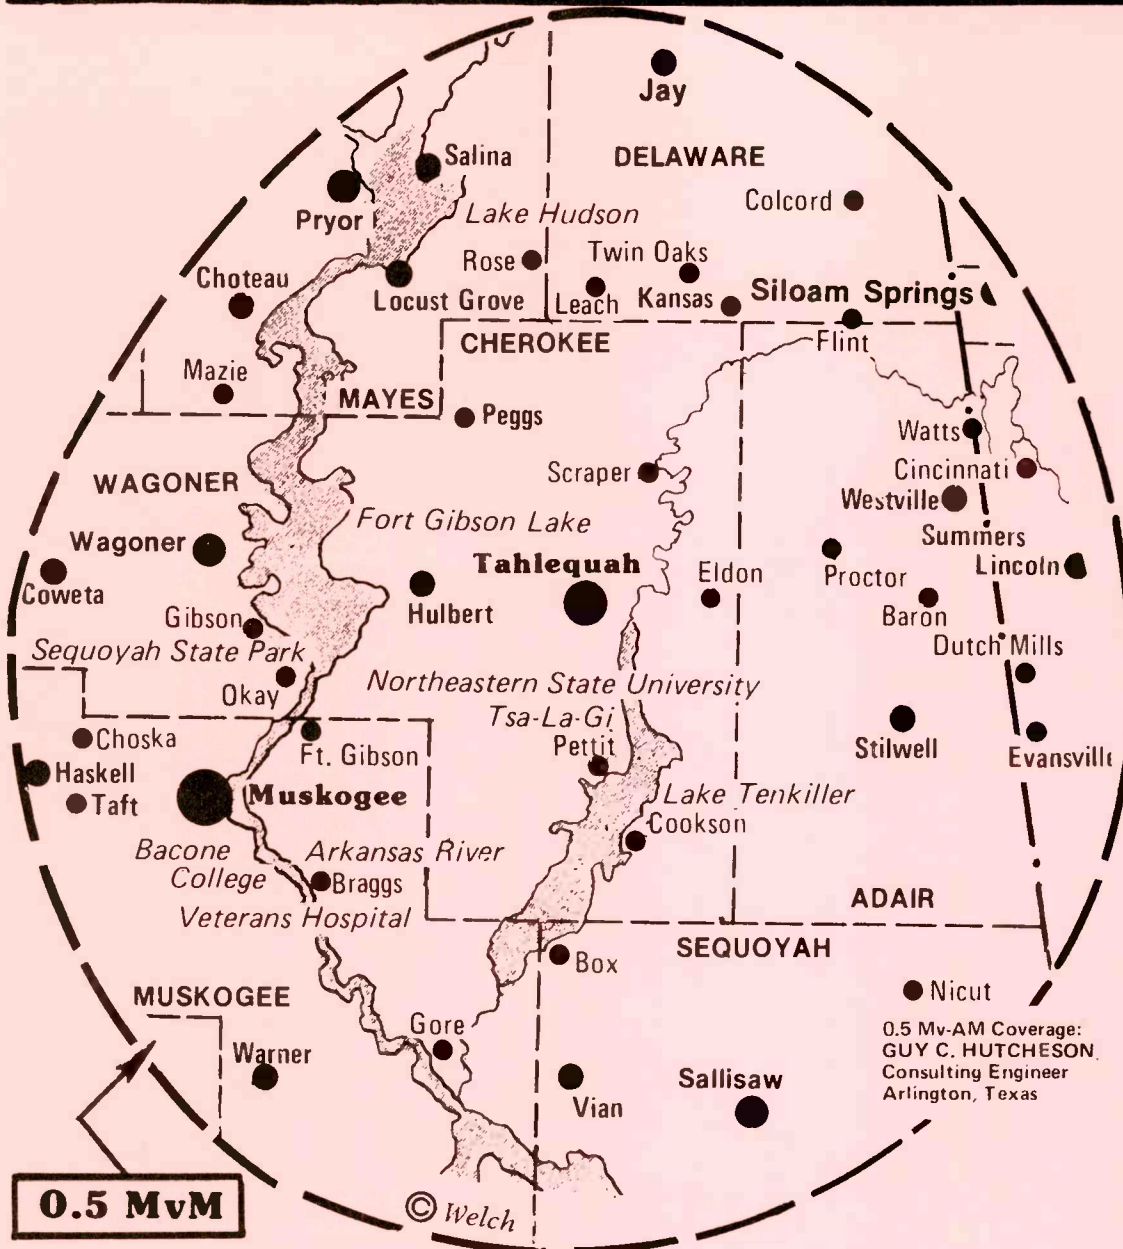 Jay
DELAWARE
Salina
Colcord
Pryor
Lake Hudson
Rose
Twin Oaks
Choteau
Locust Grove
Leach
Kansas
Siloam Springs
CHEROKEE
Flint
Mazie
MAYES
Peggs
Watts
Scraper
Cincinnati
WAGONER
Westville
Fort Gibson Lake
Summers
Wagoner
Tahlequah
Eldon
Proctor
Lincoln
Coweta
Hulbert
Baron
Gibson
Dutch Mills
Sequoyah State Park
Okay
Northeastern State University
Tsa-La-Gi
Choska
Ft. Gibson
Pettit
Stilwell
Evansville
Haskell
Taft
Muskogee
Lake Tenkiller
Cookson
Bacone
College
Arkansas River
Braggs
Veterans Hospital
ADAIR
SEQUOYAH
Box
MUSKOGEE
Nicut
Gore
0.5 Mv-AM Coverage:
GUY C. HUTCHESON
Consulting Engineer
Arlington, Texas
Warner
Sallisaw
Vian
0.5 MvM
© Welch